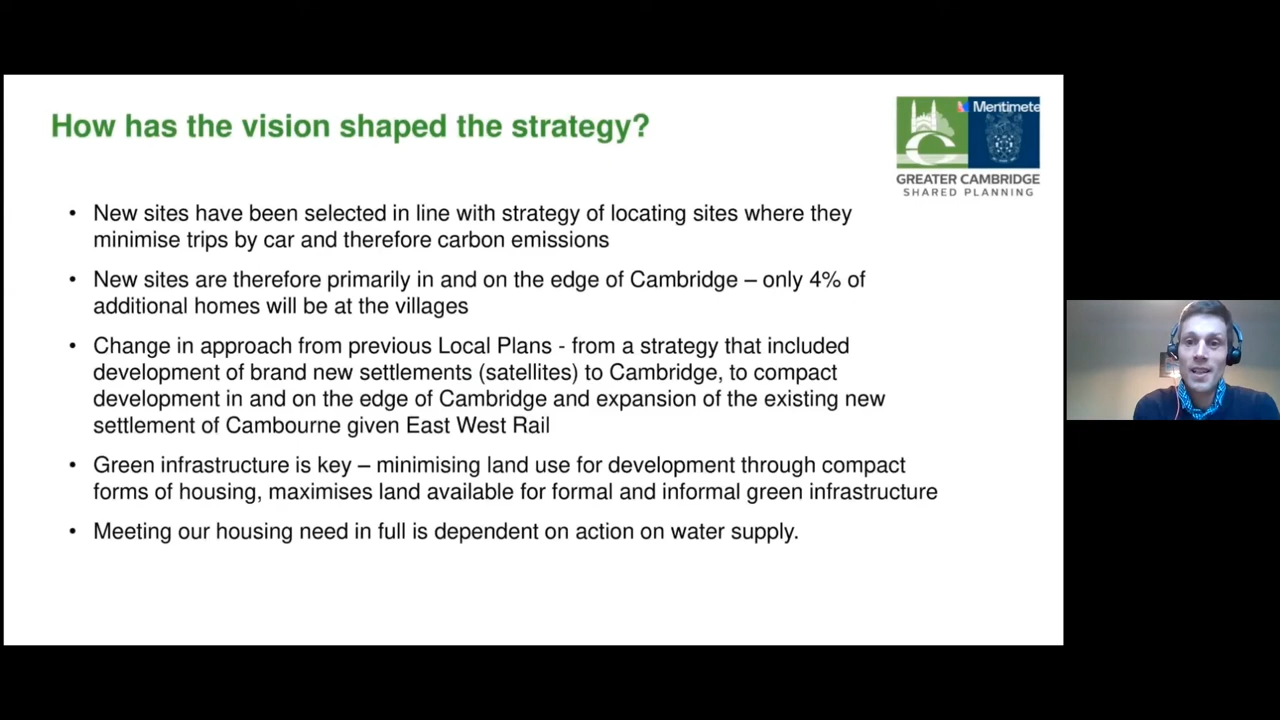 How has the vision shaped the strategy?
Mentimete
GREATER CAMBRIDGE
SHARED PLANNING
• New sites have been selected in line with strategy of locating sites where they
minimise trips by car and therefore carbon emissions
• New sites are therefore primarily in and on the edge of Cambridge – only 4% of
additional homes will be at the villages
• Change in approach from previous Local Plans - from a strategy that included
development of brand new settlements (satellites) to Cambridge, to compact
development in and on the edge of Cambridge and expansion of the existing new
settlement of Cambourne given East West Rail
• Green infrastructure is key – minimising land use for development through compact
forms of housing, maximises land available for formal and informal green infrastructure
• Meeting our housing need in full is dependent on action on water supply.